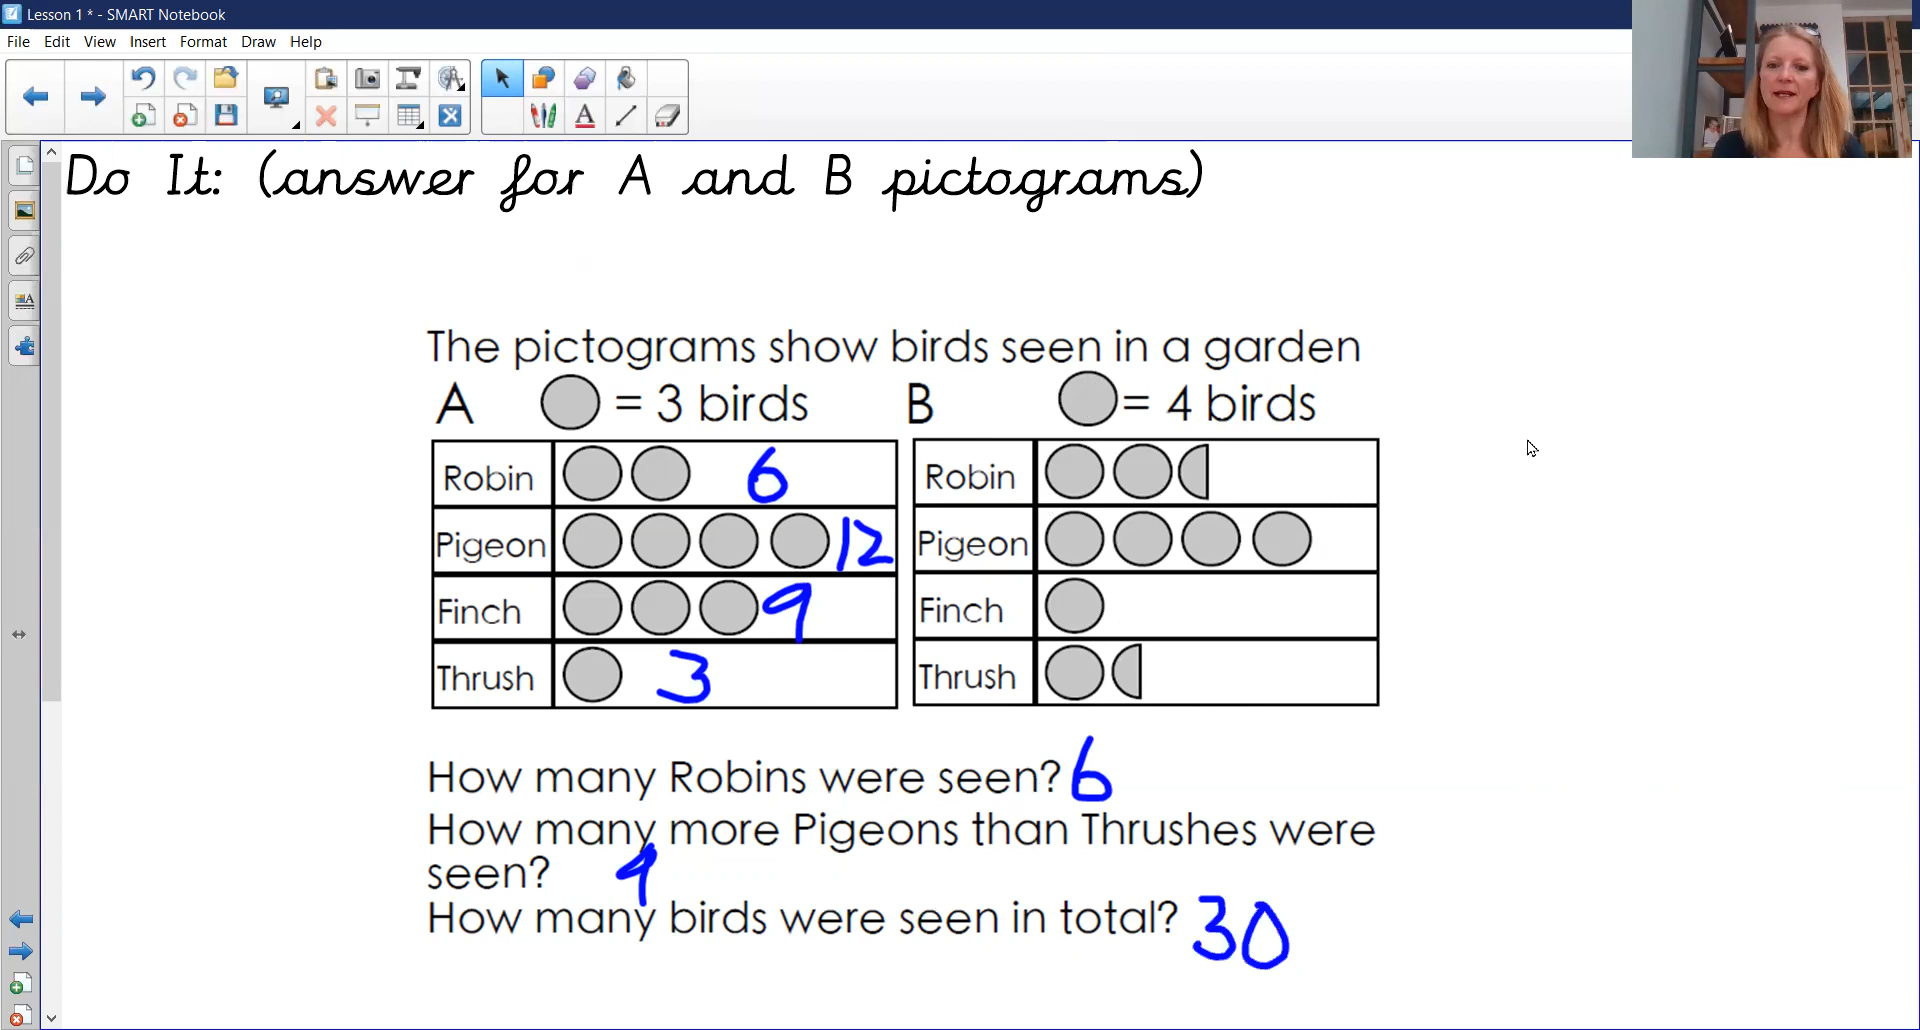 Lesson 1 * - SMART Notebook
File Edit View Insert Format Draw Help
Do It: (answer for A and B pictograms)
The pictograms show birds seen in a garden
A = 3 birds B = 4 birds
Robin 6 Robin
Pigeon 12 Pigeon
Finch 9 Finch
Thrush 3 Thrush
How many Robins were seen? 6
How many more Pigeons than Thrushes were
seen? 9
How many birds were seen in total? 30